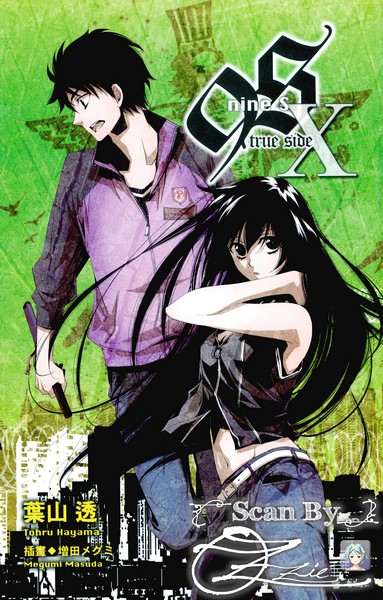 9S
nine S
true side
X
葉山 透
Tohru Hayama
插畫◆增田メグミ
Megumi Masuda
Scan By